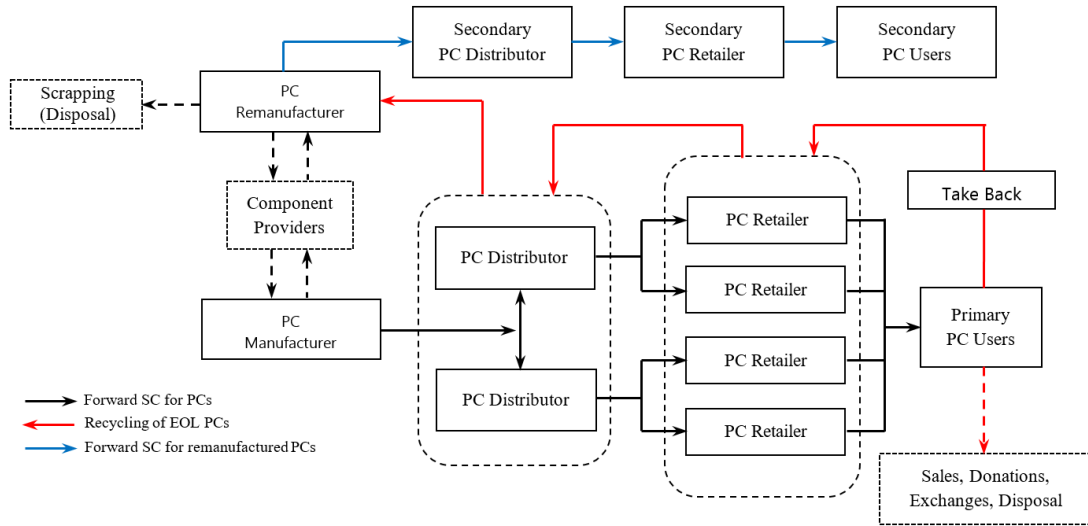 Secondary
PC Distributor
Secondary
PC Retailer
Secondary
PC Users
Scrapping
(Disposal)
PC
Remanufacturer
Take Back
Component
Providers
PC Retailer
PC Distributor
PC Retailer
PC
Manufacturer
Primary
PC Users
PC Retailer
PC Distributor
PC Retailer
Forward SC for PCs
Recycling of EOL PCs
Forward SC for remanufactured PCs
Sales, Donations,
Exchanges, Disposal